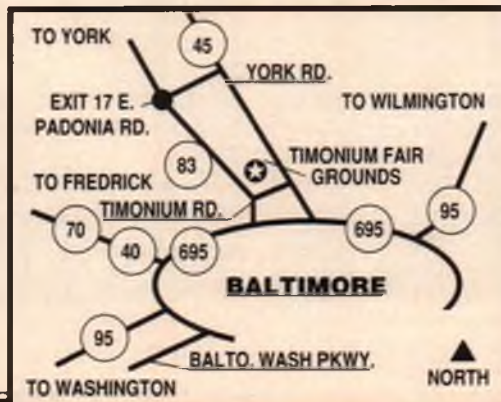 TO YORK
45
YORK RD.
EXIT 17 E.
PADONIA RD.
TO WILMINGTON
83
TIMONIUM FAIR
GROUNDS
TO FREDRICK
TIMONIUM RD.
95
70
40
695
695
BALTIMORE
95
BALTO. WASH PKWY.
TO WASHINGTON
NORTH